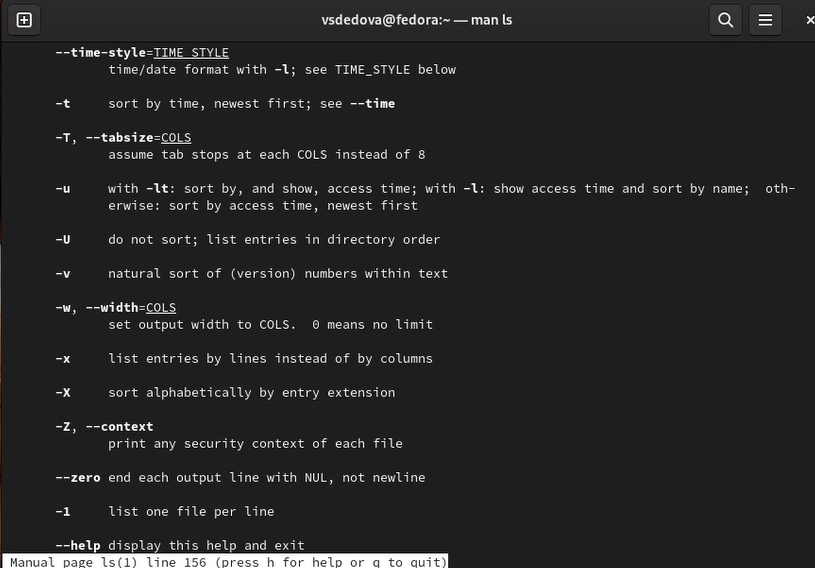 vsdedova@fedora:~ — man ls
--time-style=TIME_STYLE
time/date format with -l; see TIME_STYLE below
-t     sort by time, newest first; see --time
-T, --tabsize=COLS
assume tab stops at each COLS instead of 8
-u     with -lt: sort by, and show, access time; with -l: show access time and sort by name;  oth-
erwise: sort by access time, newest first
-U     do not sort; list entries in directory order
-v     natural sort of (version) numbers within text
-w, --width=COLS
set output width to COLS.  0 means no limit
-x     list entries by lines instead of by columns
-X     sort alphabetically by entry extension
-Z, --context
print any security context of each file
--zero end each output line with NUL, not newline
-1     list one file per line
--help display this help and exit
Manual page ls(1) line 156 (press h for help or q to quit)